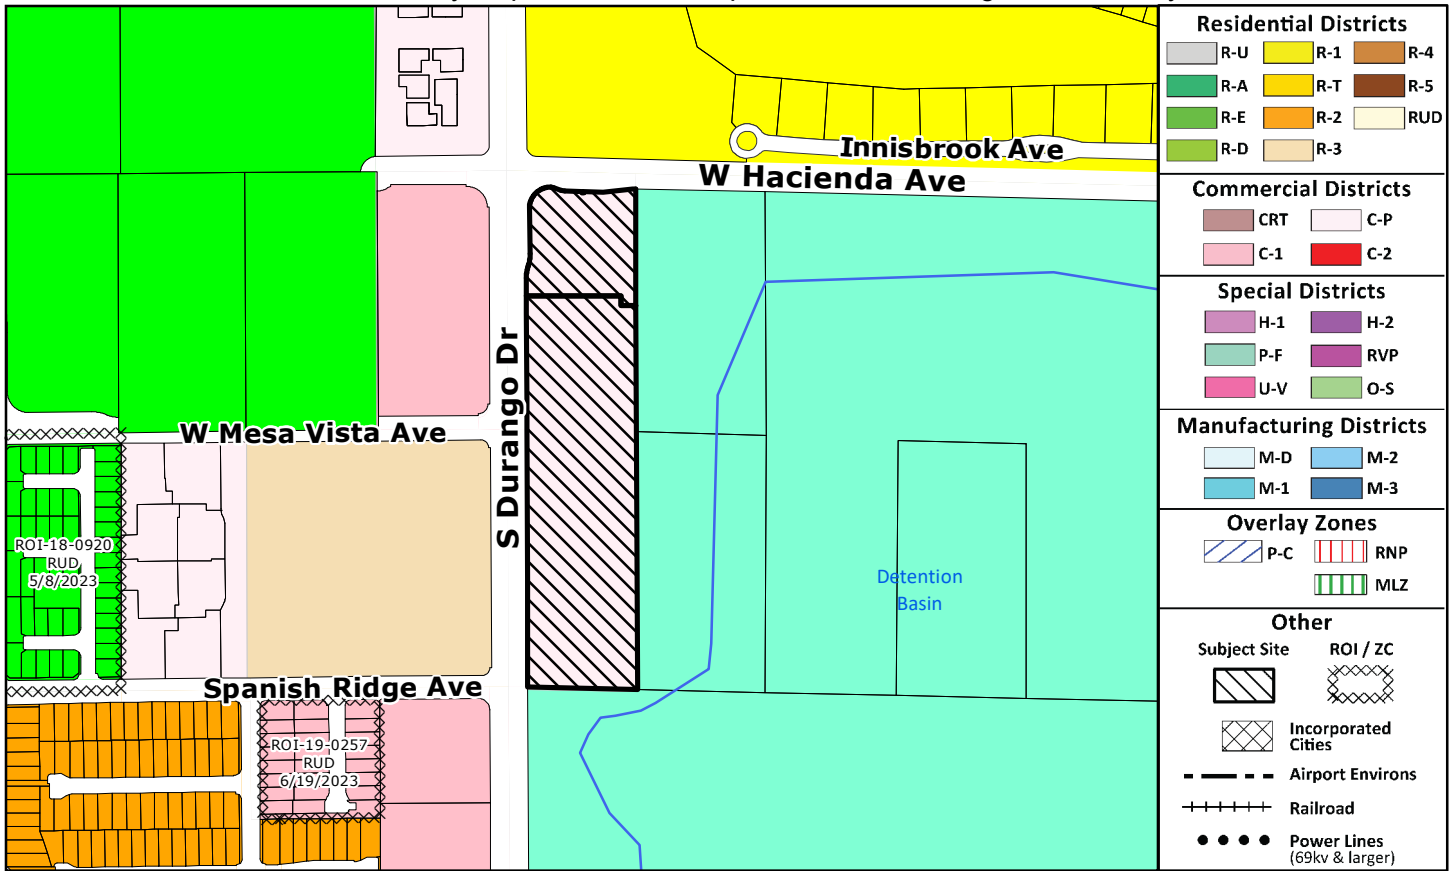 Innisbrook Ave
W Hacienda Ave
S Durango Dr
W Mesa Vista Ave
ROI-18-0920
RUD
5/8/2023
Detention
Basin
Spanish Ridge Ave
ROI-19-0257
RUD
6/19/2023
Residential Districts
R-U R-1 R-4
R-A R-T R-5
R-E R-2 RUD
R-D R-3
Commercial Districts
CRT C-P
C-1 C-2
Special Districts
H-1 H-2
P-F RVP
U-V O-S
Manufacturing Districts
M-D M-2
M-1 M-3
Overlay Zones
P-C RNP
MLZ
Other
Subject Site ROI / ZC
Incorporated
Cities
Airport Environs
Railroad
Power Lines
(69kv & larger)